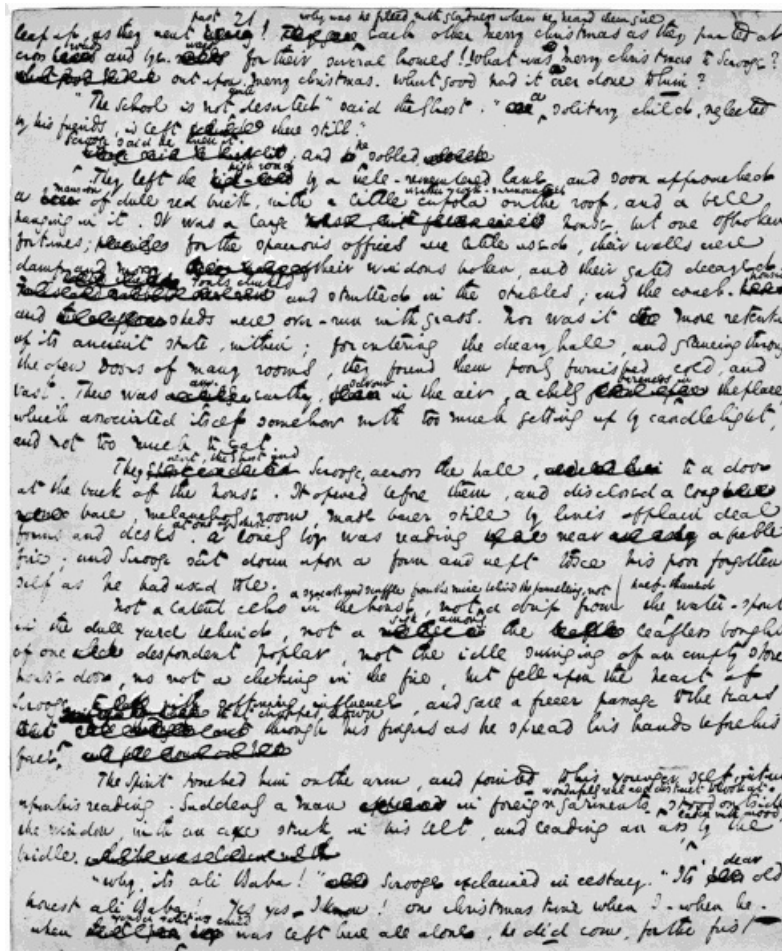 past 21 why was he filled with gladness when he heard them give
leap up, as they went each other merry christmas as they parted at
cross and bye- for their several homes! What was merry christmas to Scrooge?
out upon merry christmas. What good had it ever done to him?
"The school is not quite deserted" said the Ghost. "a solitary child, neglected
by his friends, is left there still."
Scrooge said he knew it. and he sobbed
They left the high road by a well-remembered lane, and soon approached
a mansion of dull red brick, with a little cupola on the roof, and a bell
hanging in it. It was a large house, but one of broken
fortunes; for the spacious offices were little used, their walls were
damp and mossy their windows broken, and their gates decayed.
Fowls clucked and strutted in the stables; and the coach-houses
and sheds were over-run with grass. Nor was it more retentive
of its ancient state, within; for entering the dreary hall, and glancing through
the open doors of many rooms, they found them poorly furnished, cold, and
vast. There was an earthy savour in the air, a chilly bareness in the place,
which associated itself somehow with too much getting up by candlelight,
and not too much to eat.
They went, the Ghost and Scrooge, across the hall, to a door
at the back of the house. It opened before them, and disclosed a long
bare melancholy room, made barer still by lines of plain deal
forms and desks. at one of these a lonely boy was reading near a feeble
fire; and Scrooge sat down upon a form and wept to see his poor forgotten
self as he had used to be.
Not a latent echo in the house, not a squeak and scuffle from the mice behind the panneling, not a drip from the half-thawed water-spout
in the dull yard behind, not a sigh among the leafless boughs
of one despondent poplar, not the idle swinging of an empty store
house door, no not a clicking in the fire, but fell upon the heart of
Scrooge with softening influence, and gave a freer passage to his tears,
that dropped down through his fingers as he spread his hands before his
face.
The Spirit touched him on the arm, and pointed to his younger self intent
upon his reading. Suddenly a man in foreign garments, wonderfully real and distinct to look at, stood outside
the window, with an axe stuck in his belt, and leading an ass laden with wood by the
bridle.
"Why, its ali Baba!" Scrooge exclaimed in ecstacy. "Its dear old
honest ali Baba! Yes yes, I know! one christmas time when - when he -
when yonder solitary child was left here all alone, he did come, for the first